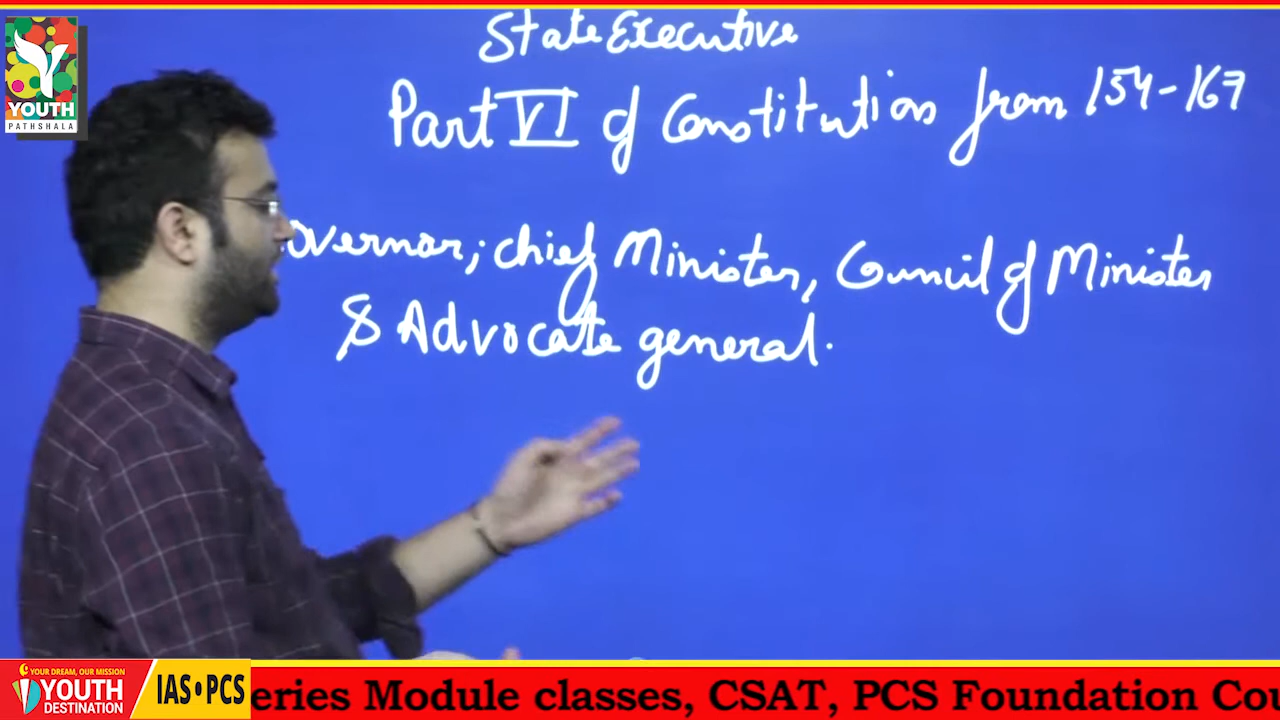 State Executive
Part VI of Constitution from 154-167
overnor; chief Minister, Council of Minister
& Advocate general.
YOUTH
PATHSHALA
YOUR DREAM, OUR MISSION
YOUTH
DESTINATION
IAS•PCS
eries Module classes, CSAT, PCS Foundation Cou